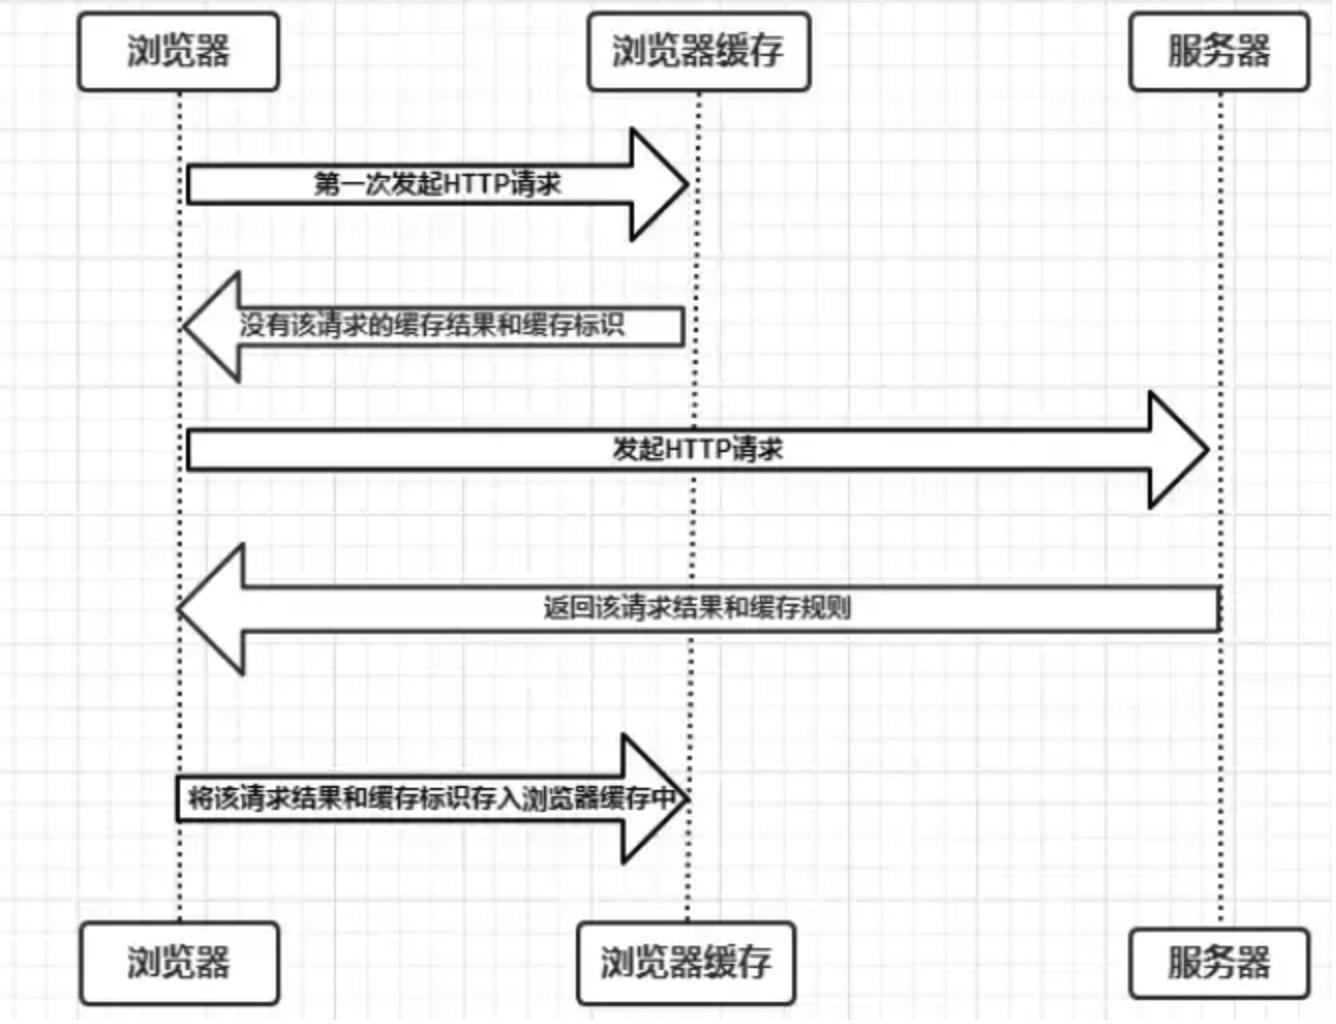 浏览器
浏览器缓存
服务器
第一次发起HTTP请求
没有该请求的缓存结果和缓存标识
发起HTTP请求
返回该请求结果和缓存规则
将该请求结果和缓存标识存入浏览器缓存中
浏览器
浏览器缓存
服务器